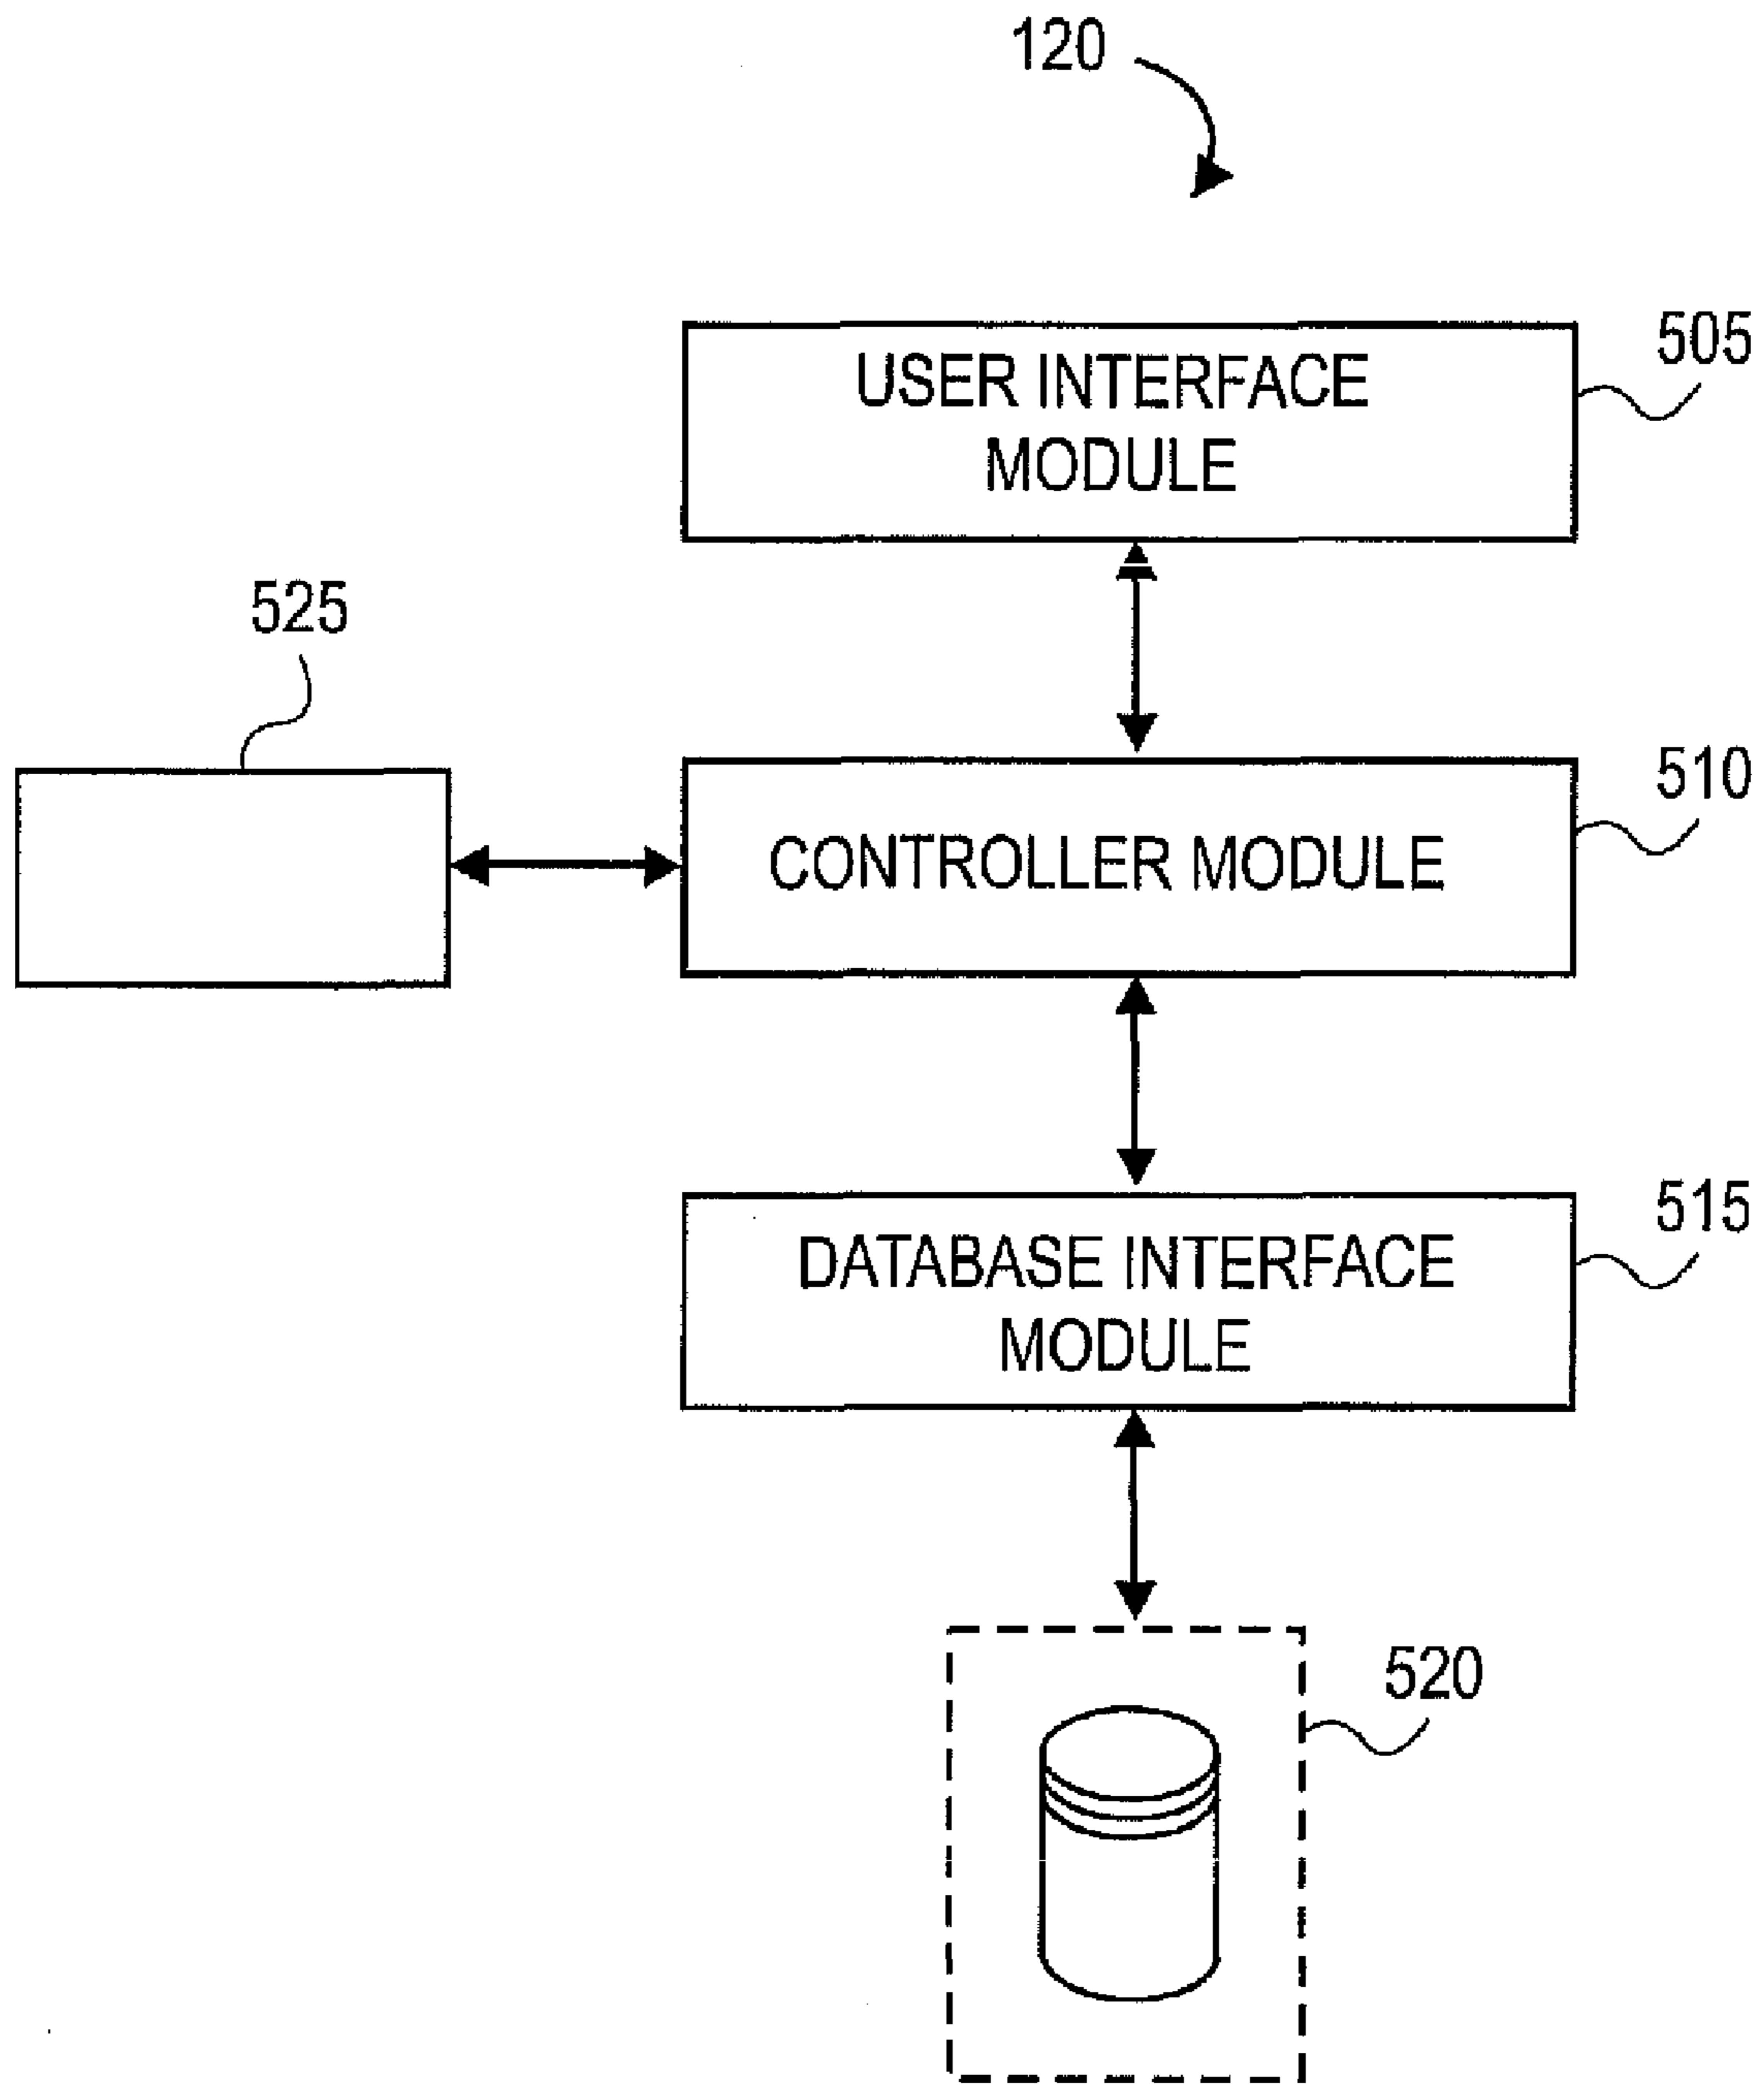 120
505
USER INTERFACE
MODULE
525
510
CONTROLLER MODULE
515
DATABASE INTERFACE
MODULE
520